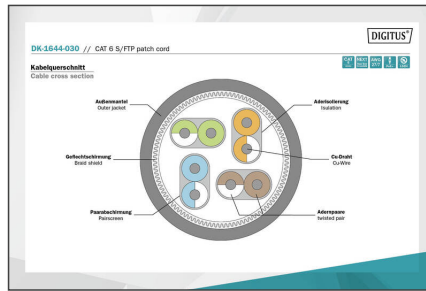 DIGITUS®
DK-1644-030 // CAT 6 S/FTP patch cord
Kabelquerschnitt
Cable cross section
Außenmantel
Outer jacket
Aderisolierung
Insulation
Geflechtschirmung
Braid shield
Cu-Draht
Cu-Wire
Paarabschirmung
Pairscreen
Adernpaare
twisted pair